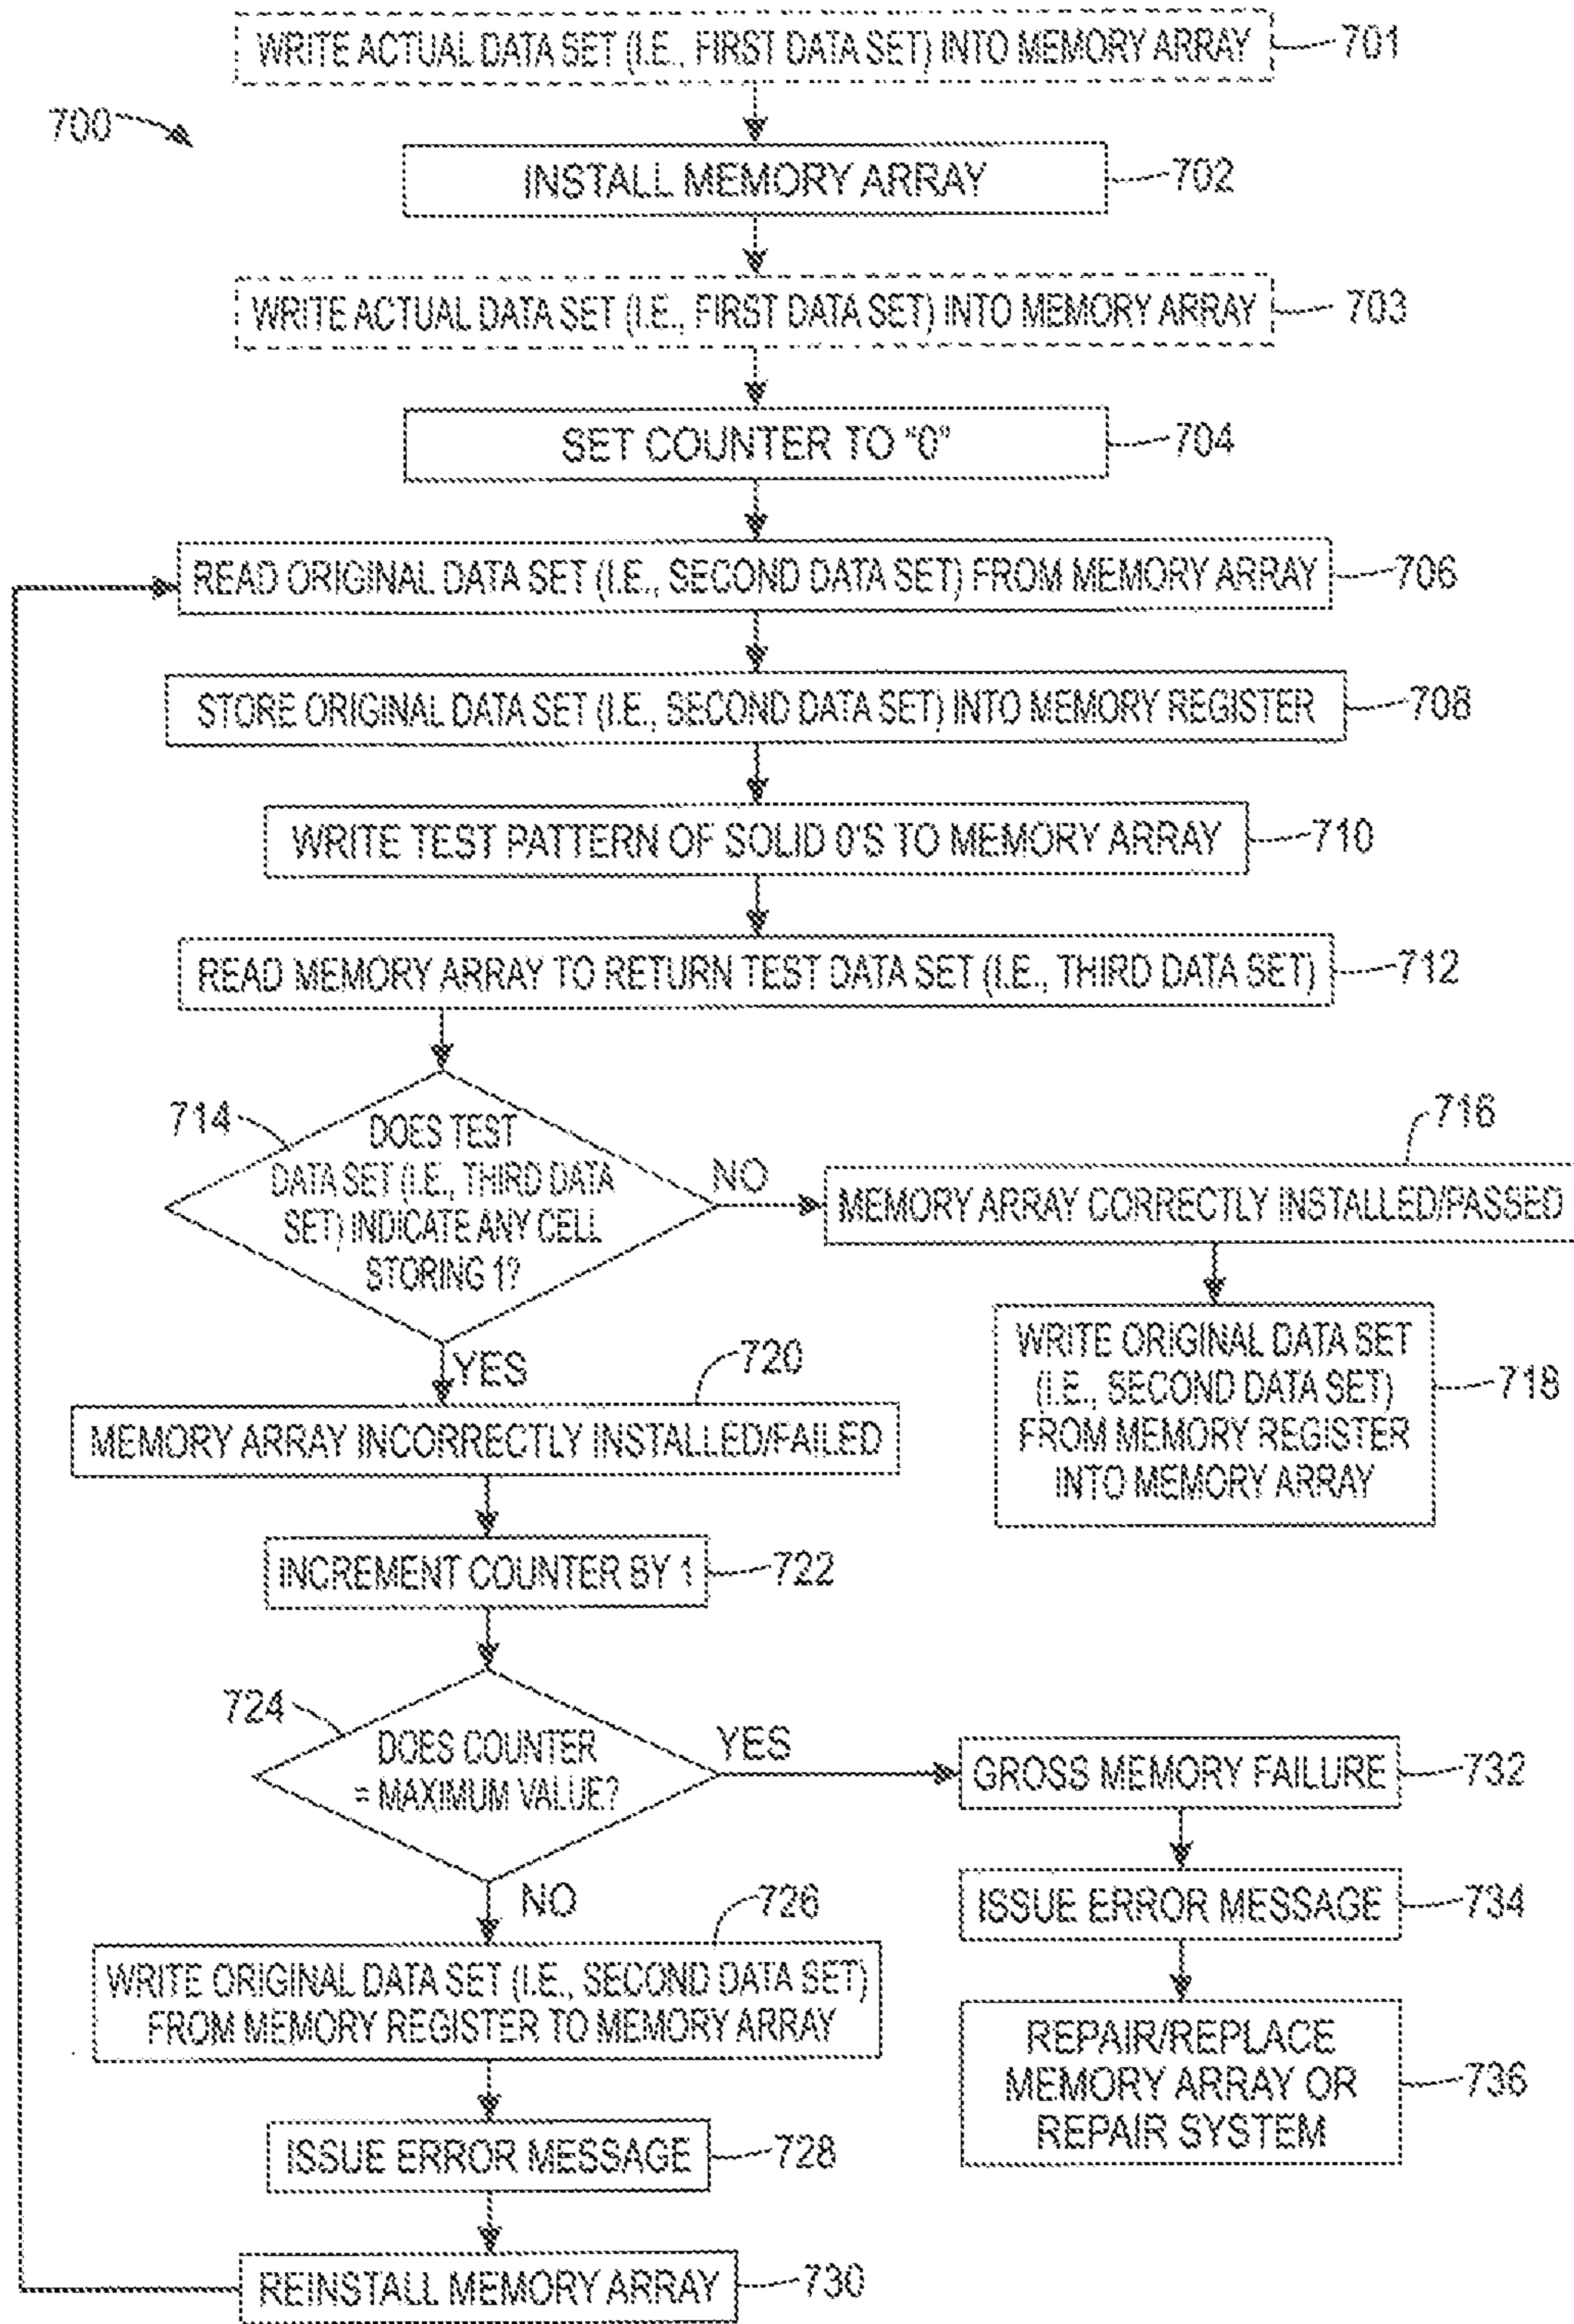 WRITE ACTUAL DATA SET (I.E., FIRST DATA SET) INTO MEMORY ARRAY
701
700
INSTALL MEMORY ARRAY
702
WRITE ACTUAL DATA SET (I.E., FIRST DATA SET) INTO MEMORY ARRAY
703
SET COUNTER TO "0"
704
READ ORIGINAL DATA SET (I.E., SECOND DATA SET) FROM MEMORY ARRAY
706
STORE ORIGINAL DATA SET (I.E., SECOND DATA SET) INTO MEMORY REGISTER
708
WRITE TEST PATTERN OF SOLID 0'S TO MEMORY ARRAY
710
READ MEMORY ARRAY TO RETURN TEST DATA SET (I.E., THIRD DATA SET)
712
714
DOES TEST
DATA SET (I.E., THIRD DATA
SET) INDICATE ANY CELL
STORING 1?
NO
716
MEMORY ARRAY CORRECTLY INSTALLED/PASSED
WRITE ORIGINAL DATA SET
(I.E., SECOND DATA SET)
FROM MEMORY REGISTER
INTO MEMORY ARRAY
718
YES
720
MEMORY ARRAY INCORRECTLY INSTALLED/FAILED
INCREMENT COUNTER BY 1
722
724
DOES COUNTER
= MAXIMUM VALUE?
YES
GROSS MEMORY FAILURE
732
ISSUE ERROR MESSAGE
734
REPAIR/REPLACE
MEMORY ARRAY OR
REPAIR SYSTEM
736
NO
726
WRITE ORIGINAL DATA SET (I.E., SECOND DATA SET)
FROM MEMORY REGISTER TO MEMORY ARRAY
ISSUE ERROR MESSAGE
728
REINSTALL MEMORY ARRAY
730